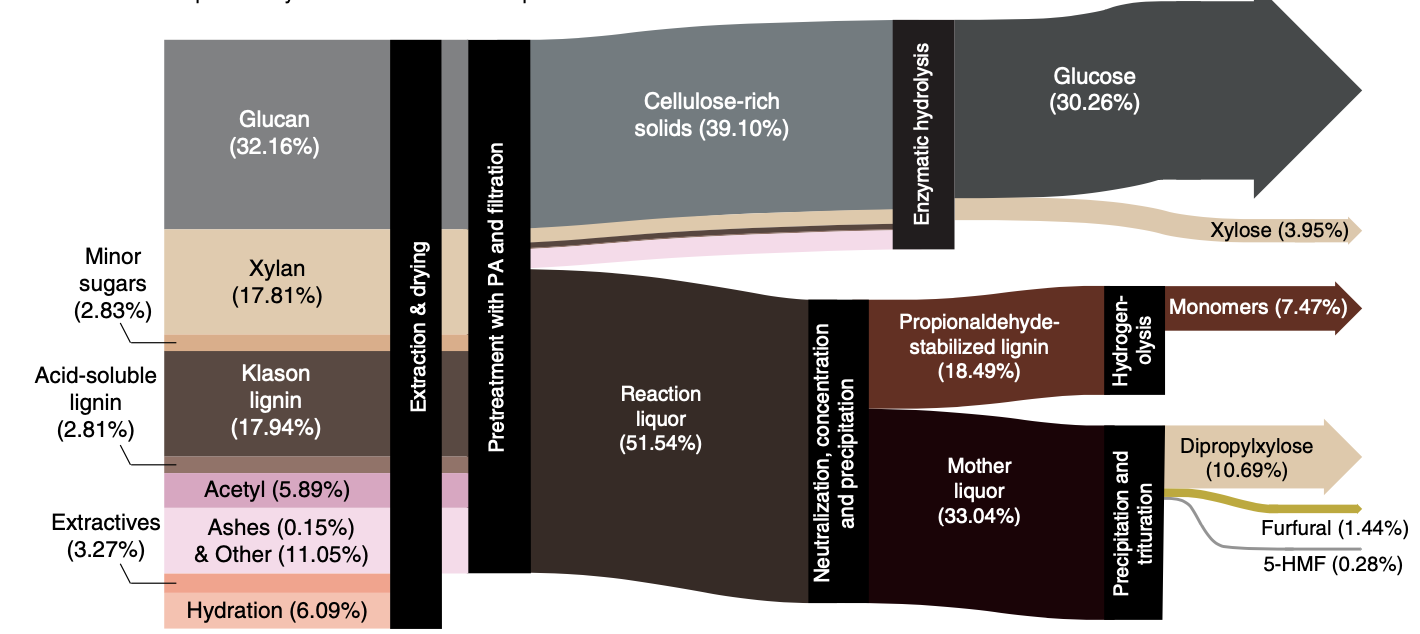 Glucan
(32.16%)
Minor
sugars
(2.83%)
Xylan
(17.81%)
Acid-soluble
lignin
(2.81%)
Klason
lignin
(17.94%)
Acetyl (5.89%)
Extractives
(3.27%)
Ashes (0.15%)
& Other (11.05%)
Hydration (6.09%)
Extraction & drying
Pretreatment with PA and filtration
Cellulose-rich
solids (39.10%)
Enzymatic hydrolysis
Glucose
(30.26%)
Xylose (3.95%)
Reaction
liquor
(51.54%)
Neutralization, concentration
and precipitation
Propionaldehyde-
stabilized lignin
(18.49%)
Hydrogen-
olysis
Monomers (7.47%)
Mother
liquor
(33.04%)
Precipitation and
trituration
Dipropylxylose
(10.69%)
Furfural (1.44%)
5-HMF (0.28%)